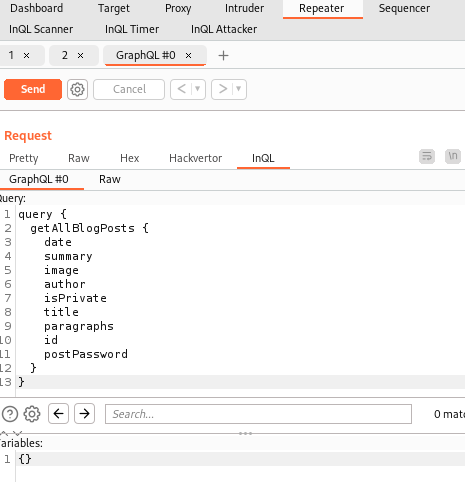 Dashboard Target Proxy Intruder Repeater Sequencer
InQL Scanner InQL Timer InQL Attacker
1 × 2 × GraphQL #0 × +
Send Cancel < ▾ > ▾
Request
Pretty Raw Hex Hackvertor InQL \n
GraphQL #0 Raw
Query:
1 query {
2 getAllBlogPosts {
3 date
4 summary
5 image
6 author
7 isPrivate
8 title
9 paragraphs
10 id
11 postPassword
12 }
13 }
? ← → Search... 0 matc
ariables:
1 {}